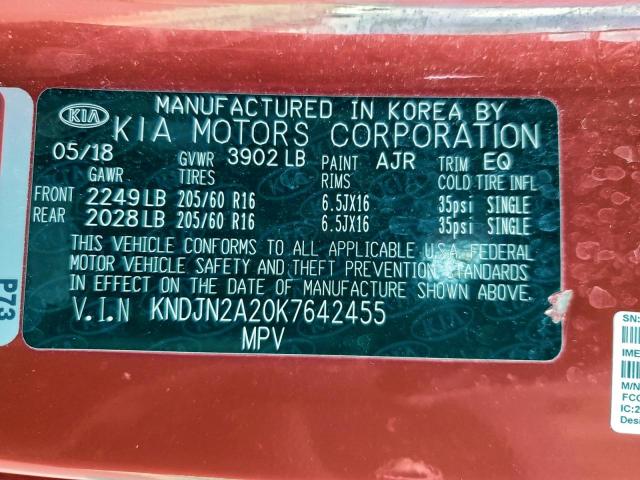 MANUFACTURED IN KOREA BY
KIA KIA MOTORS CORPORATION
05/18 GVWR 3902 LB PAINT AJR TRIM EQ
GAWR TIRES RIMS COLD TIRE INFL
FRONT 2249 LB 205/60 R16 6.5JX16 35psi SINGLE
REAR 2028 LB 205/60 R16 6.5JX16 35psi SINGLE
THIS VEHICLE CONFORMS TO ALL APPLICABLE U.S.A. FEDERAL
MOTOR VEHICLE SAFETY AND THEFT PREVENTION STANDARDS
IN EFFECT ON THE DATE OF MANUFACTURE SHOWN ABOVE.
V.I.N KNDJN2A20K7642455
MPV
P73
SN:
IME
M/N
FCC
IC:2
Desi